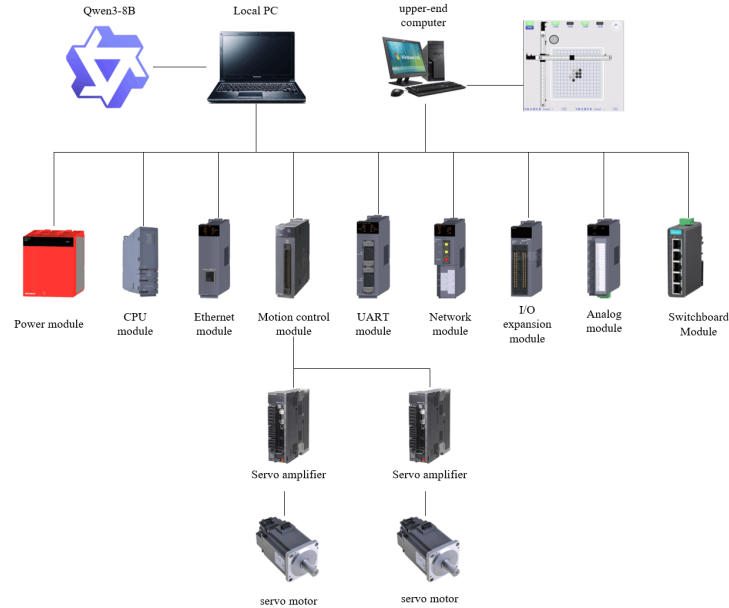 Qwen3-8B
Local PC
upper-end
computer
Power module
CPU
module
Ethernet
module
Motion control
module
UART
module
Network
module
I/O
expansion
module
Analog
module
Switchboard
Module
Servo amplifier
Servo amplifier
servo motor
servo motor